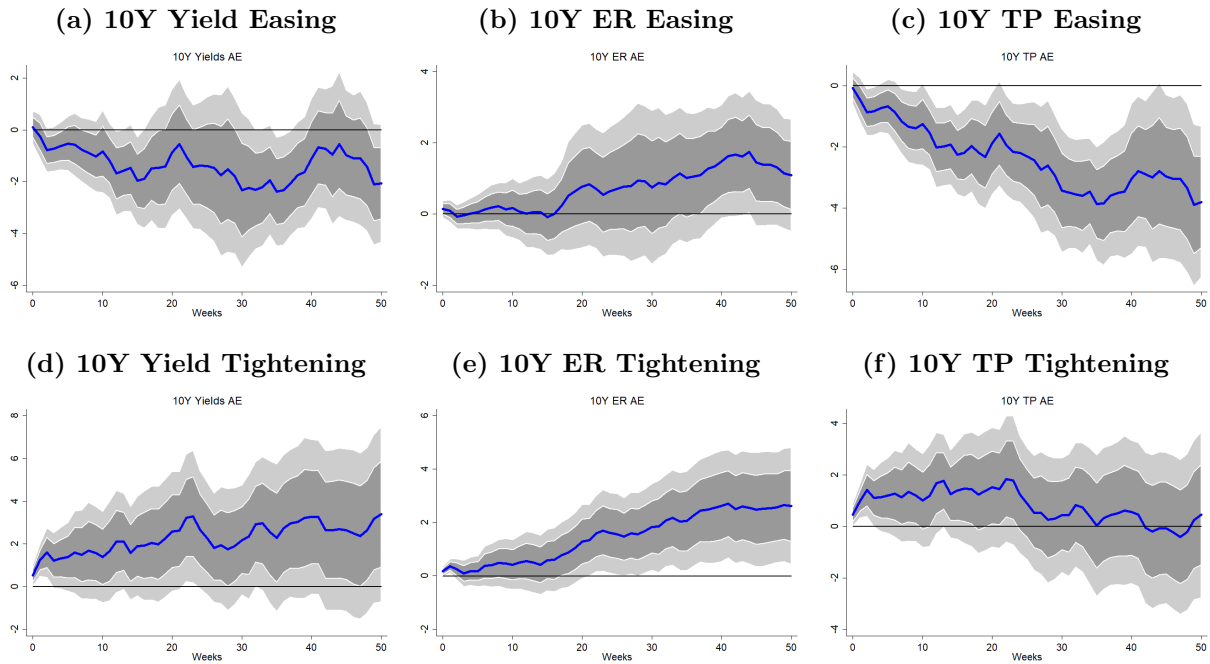 (a) 10Y Yield Easing
10Y Yields AE
2
0
-2
-4
-6
0 10 20 30 40 50
Weeks
(b) 10Y ER Easing
10Y ER AE
4
2
0
-2
0 10 20 30 40 50
Weeks
(c) 10Y TP Easing
10Y TP AE
0
-2
-4
-6
0 10 20 30 40 50
Weeks
(d) 10Y Yield Tightening
10Y Yields AE
8
6
4
2
0
-2
0 10 20 30 40 50
Weeks
(e) 10Y ER Tightening
10Y ER AE
6
4
2
0
-2
0 10 20 30 40 50
Weeks
(f) 10Y TP Tightening
10Y TP AE
4
2
0
-2
-4
0 10 20 30 40 50
Weeks